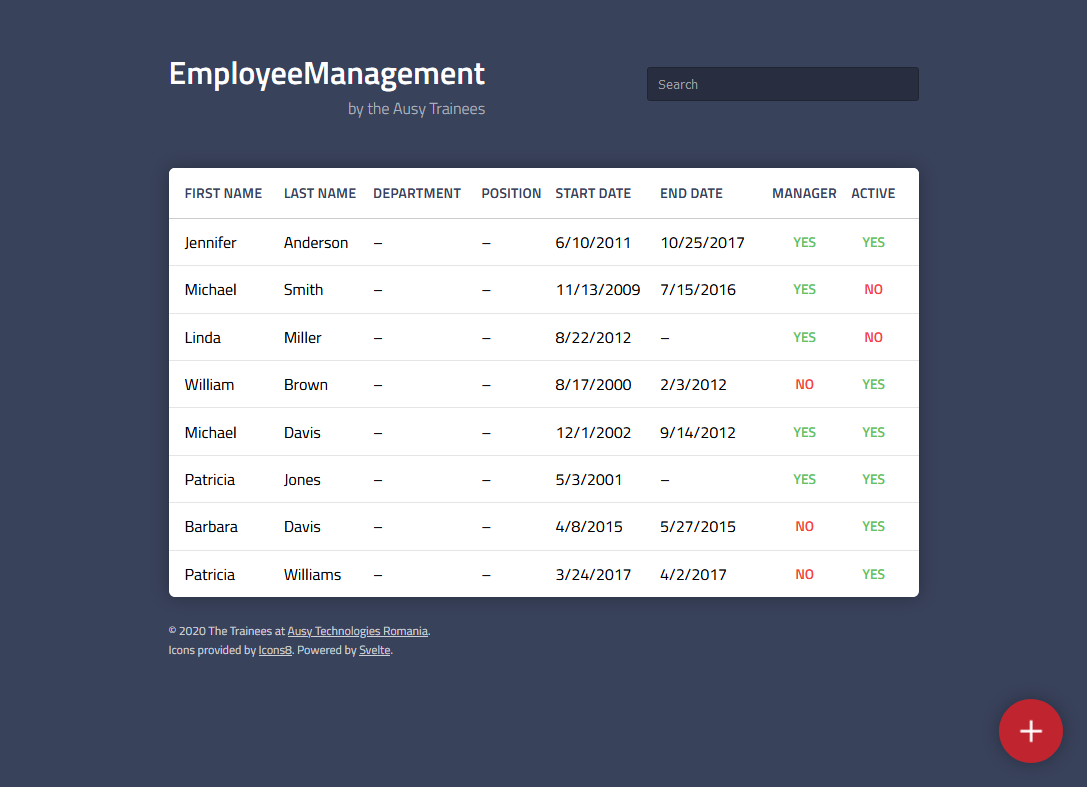 EmployeeManagement
by the Ausy Trainees
Search
FIRST NAME LAST NAME DEPARTMENT POSITION START DATE END DATE MANAGER ACTIVE
Jennifer Anderson – – 6/10/2011 10/25/2017 YES YES
Michael Smith – – 11/13/2009 7/15/2016 YES NO
Linda Miller – – 8/22/2012 – YES NO
William Brown – – 8/17/2000 2/3/2012 NO YES
Michael Davis – – 12/1/2002 9/14/2012 YES YES
Patricia Jones – – 5/3/2001 – YES YES
Barbara Davis – – 4/8/2015 5/27/2015 NO YES
Patricia Williams – – 3/24/2017 4/2/2017 NO YES
© 2020 The Trainees at Ausy Technologies Romania.
Icons provided by Icons8. Powered by Svelte.
+